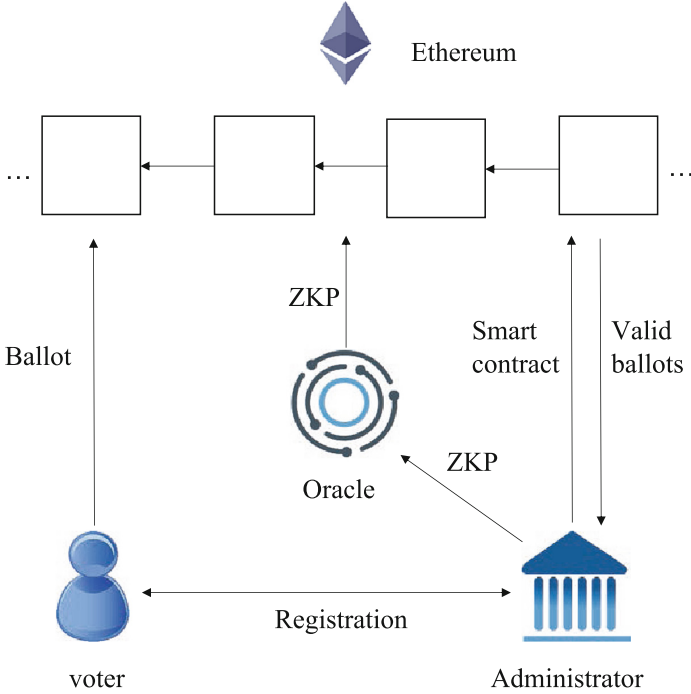 Ethereum
...
...
ZKP
Ballot
Smart
contract
Valid
ballots
ZKP
Oracle
Registration
voter
Administrator